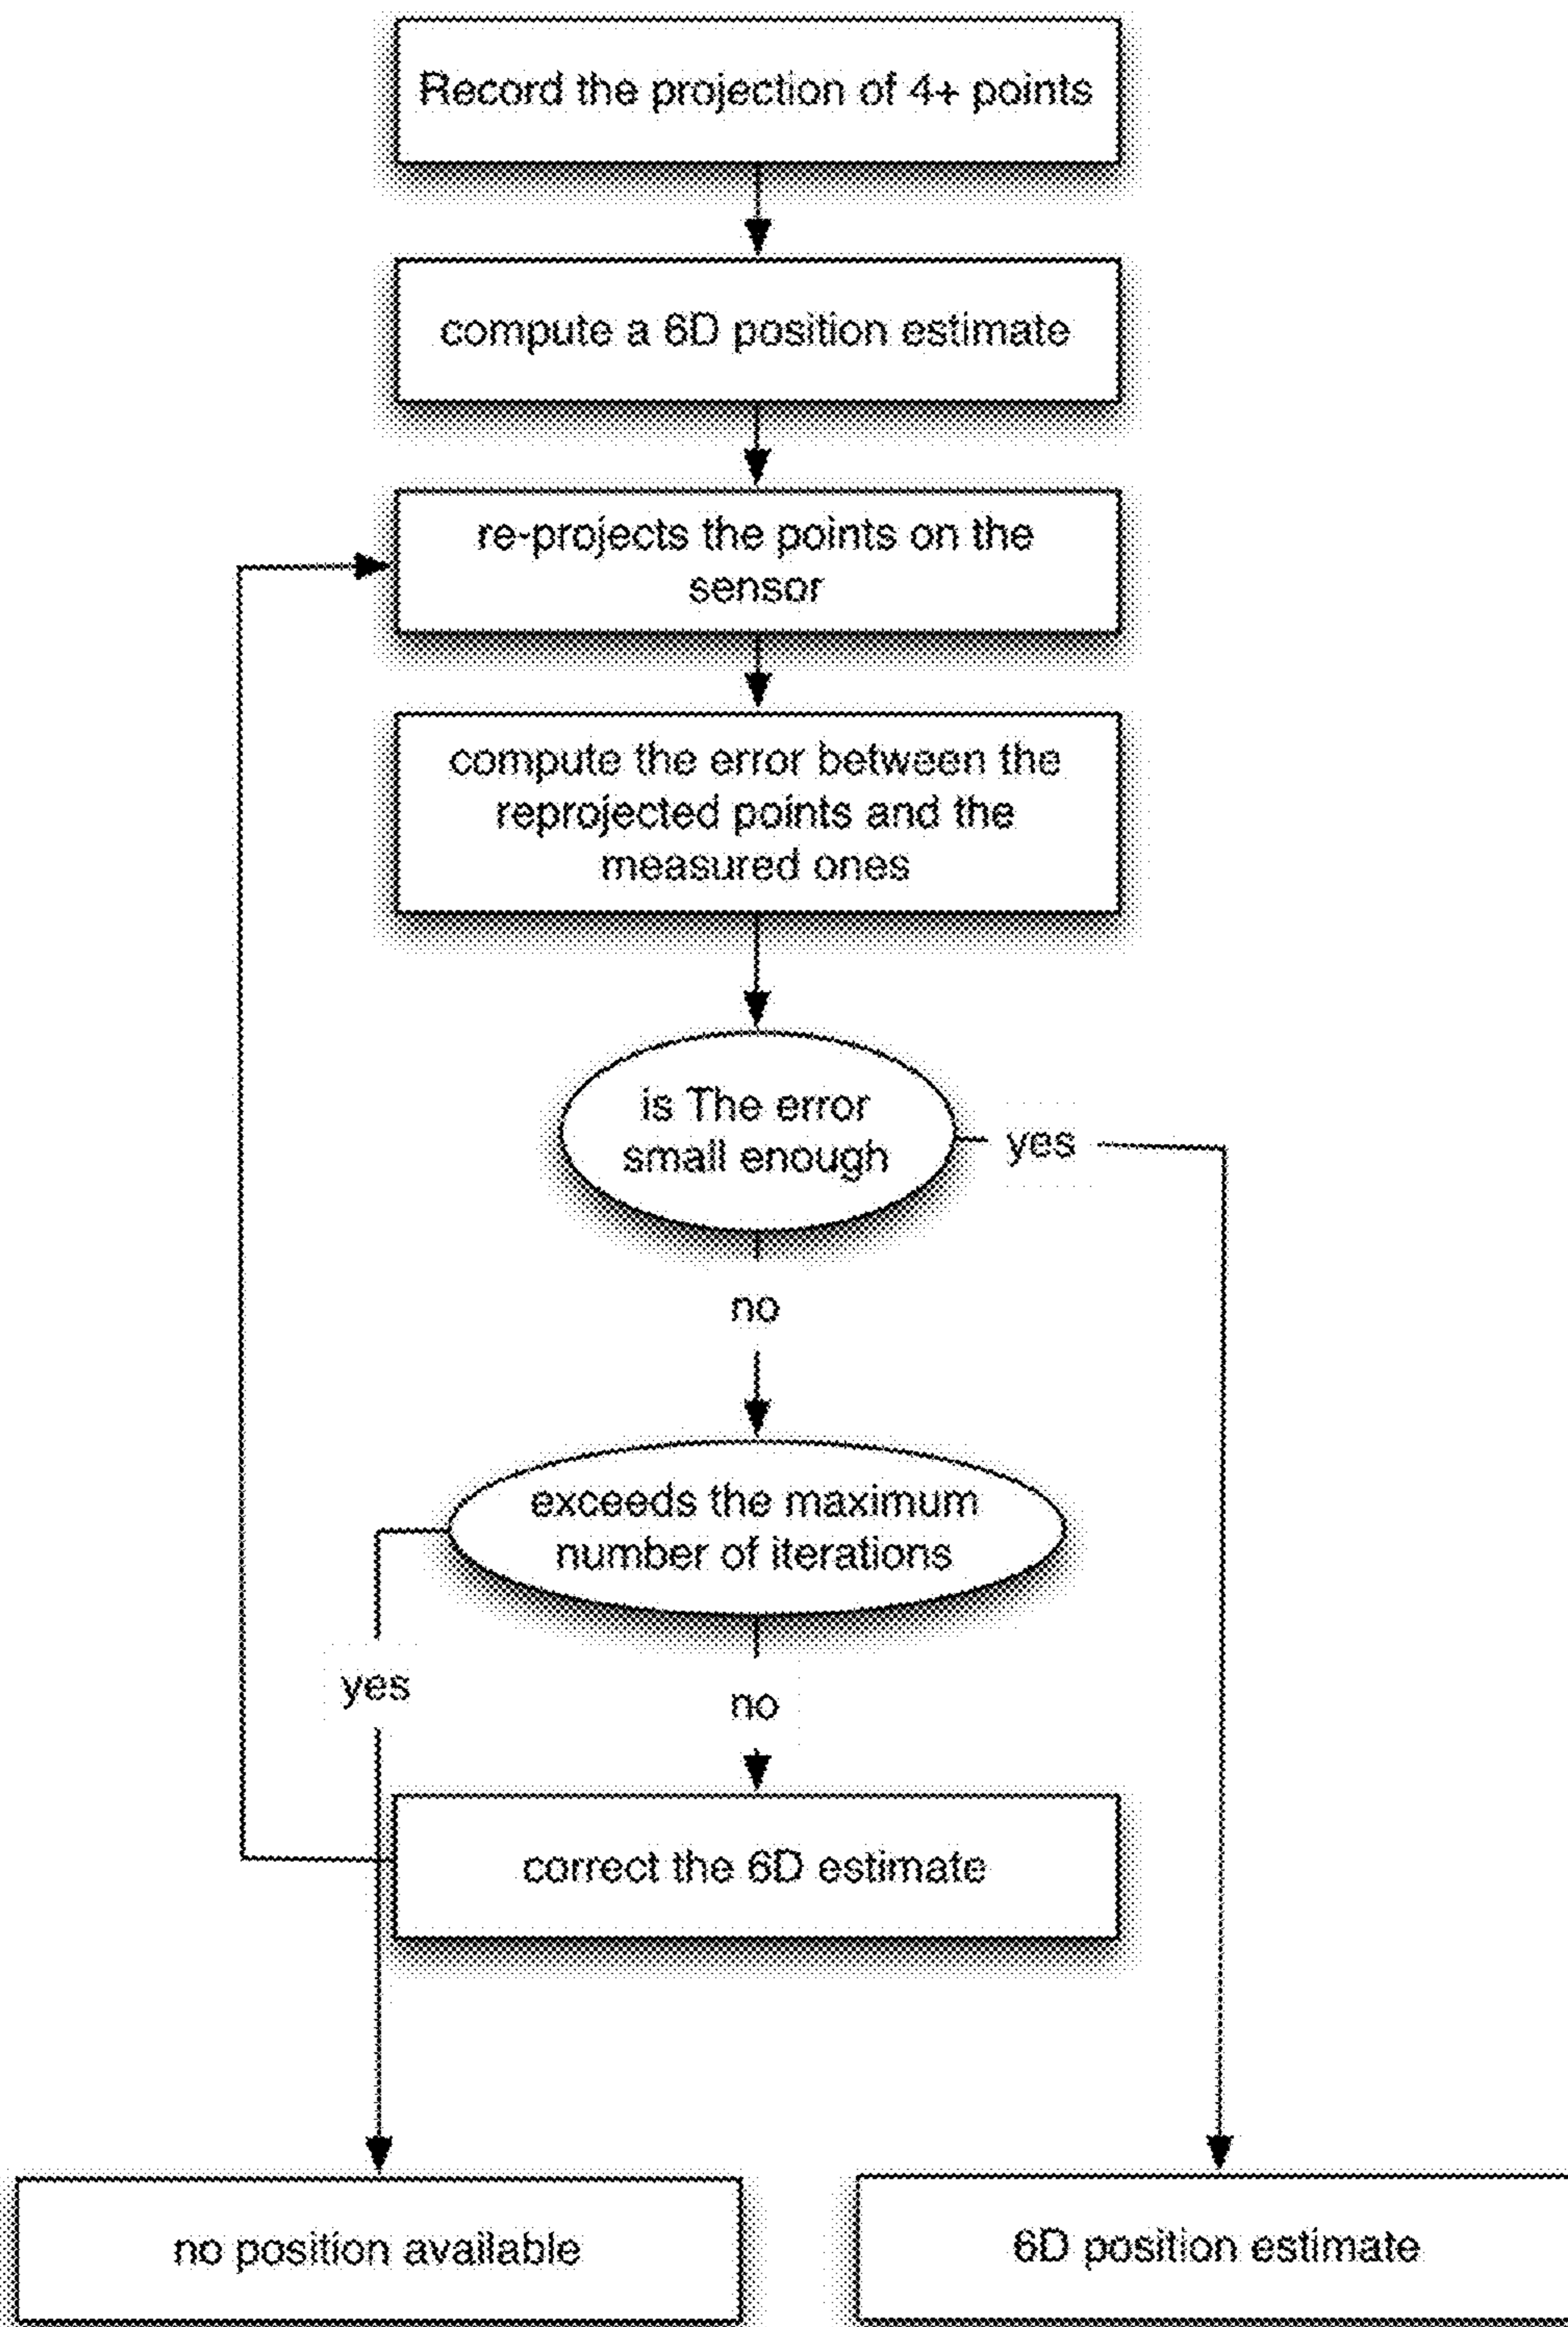 Record the projection of 4+ points
compute a 6D position estimate
re-projects the points on the
sensor
compute the error between the
reprojected points and the
measured ones
is The error
small enough
yes
no
exceeds the maximum
number of iterations
yes
no
correct the 6D estimate
no position available
6D position estimate